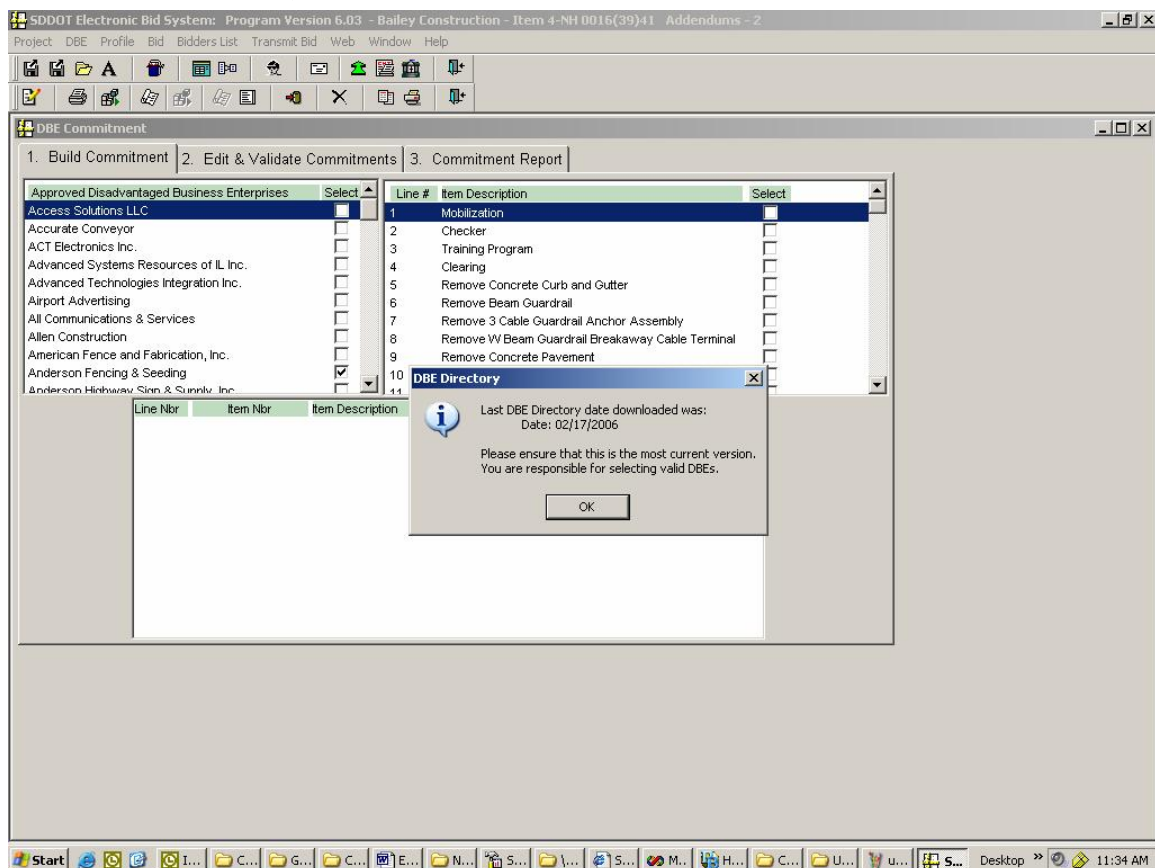 SDDOT Electronic Bid System: Program Version 6.03 - Bailey Construction - Item 4-NH 0016(39)41 Addendums - 2
Project DBE Profile Bid Bidders List Transmit Bid Web Window Help
A
DBE Commitment
1. Build Commitment 2. Edit & Validate Commitments 3. Commitment Report
Approved Disadvantaged Business Enterprises Select
Access Solutions LLC
Accurate Conveyor
ACT Electronics Inc.
Advanced Systems Resources of IL Inc.
Advanced Technologies Integration Inc.
Airport Advertising
All Communications & Services
Allen Construction
American Fence and Fabrication, Inc.
Anderson Fencing & Seeding
Anderson Highway Sign & Supply, Inc.
Line # Item Description Select
1 Mobilization
2 Checker
3 Training Program
4 Clearing
5 Remove Concrete Curb and Gutter
6 Remove Beam Guardrail
7 Remove 3 Cable Guardrail Anchor Assembly
8 Remove W Beam Guardrail Breakaway Cable Terminal
9 Remove Concrete Pavement
10
11
Line Nbr Item Nbr Item Description
DBE Directory
Last DBE Directory date downloaded was:
Date: 02/17/2006
Please ensure that this is the most current version.
You are responsible for selecting valid DBEs.
OK
Start I... C... G... C... E... N... S... \... S... M... H... C... U... u... S... Desktop » 11:34 AM